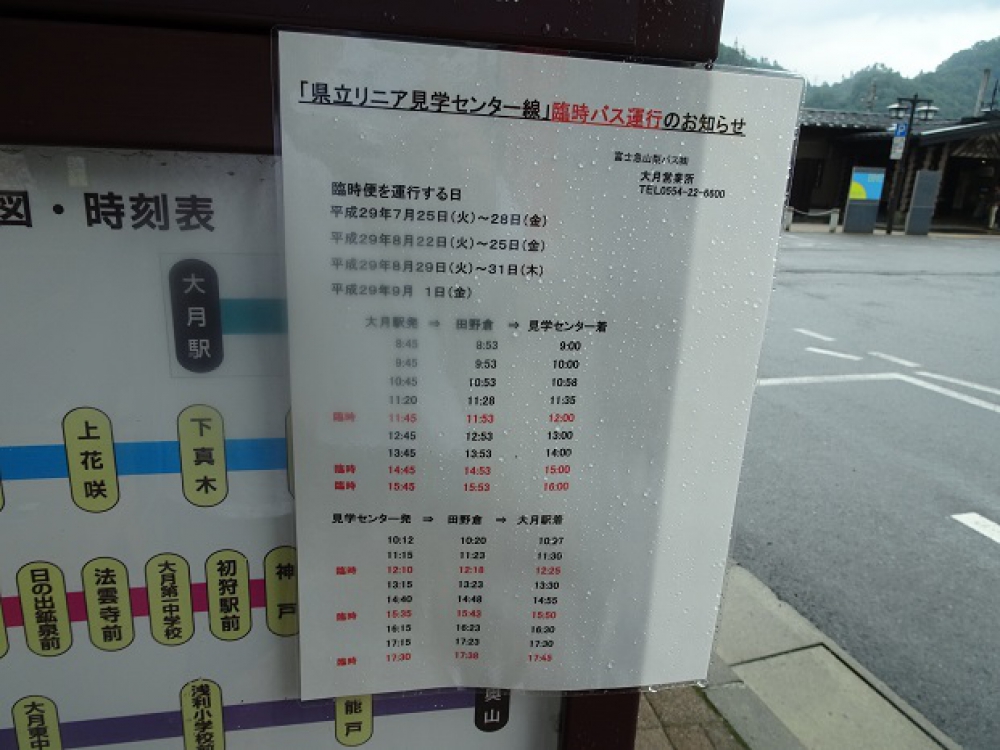 「県立リニア見学センター線」臨時バス運行のお知らせ
富士急山梨バス㈱
大月営業所
TEL0554-22-6600
臨時便を運行する日
平成29年7月25日(火)～28日(金)
平成29年8月22日(火)～25日(金)
平成29年8月29日(火)～31日(木)
平成29年9月 1日(金)
大月駅発 ⇒ 田野倉 ⇒ 見学センター着
8:45 8:53 9:00
9:45 9:53 10:00
10:45 10:53 10:58
11:20 11:28 11:35
臨時 11:45 11:53 12:00
12:45 12:53 13:00
13:45 13:53 14:00
臨時 14:45 14:53 15:00
臨時 15:45 15:53 16:00
見学センター発 ⇒ 田野倉 ⇒ 大月駅着
10:12 10:20 10:27
11:15 11:23 11:30
臨時 12:10 12:18 12:25
13:15 13:23 13:30
14:40 14:48 14:55
臨時 15:35 15:43 15:50
16:15 16:23 16:30
17:15 17:23 17:30
臨時 17:30 17:38 17:45
図・時刻表
大月駅
上花咲
下真木
日の出鉱泉前
法雲寺前
大月第一中学校
初狩駅前
神戸
大月東中
浅利小学校前
能戸
奥山